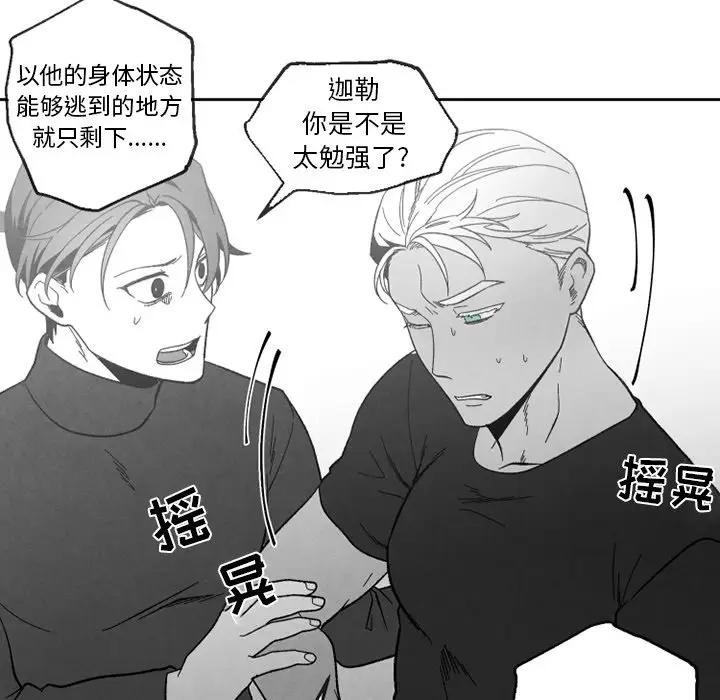 以他的身体状态
能够逃到的地方
就只剩下……
迦勒
你是不是
太勉强了?
摇晃
摇晃